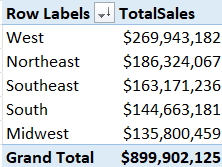 Row Labels TotalSales
West $269,943,182
Northeast $186,324,067
Southeast $163,171,236
South $144,663,181
Midwest $135,800,459
Grand Total $899,902,125